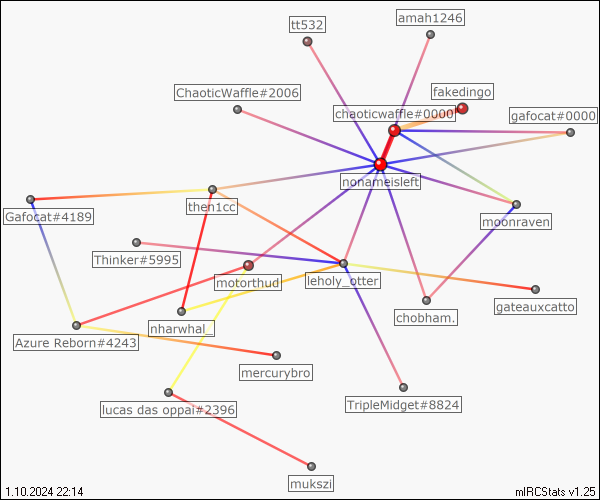 tt532
amah1246
ChaoticWaffle#2006
fakedingo
chaoticwaffle#0000
gafocat#0000
nonameisleft
then1cc
Gafocat#4189
moonraven
Thinker#5995
motorthud
leholy_otter
gateauxcatto
chobham.
nharwhal_
Azure Reborn#4243
mercurybro
lucas das oppai#2396
TripleMidget#8824
mukszi
1.10.2024 22:14
mIRCStats v1.25